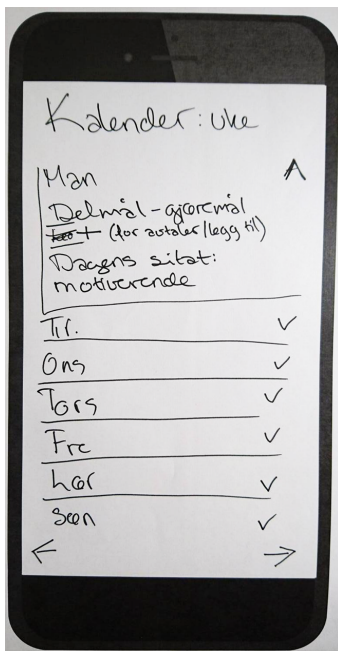 Kalender: uke
Man
Delmål - gjøremål
+ (for avtaler/legg til)
Dagens sitat:
motiverende
Tir.
Ons
Tors
Fre
Lør
Søn